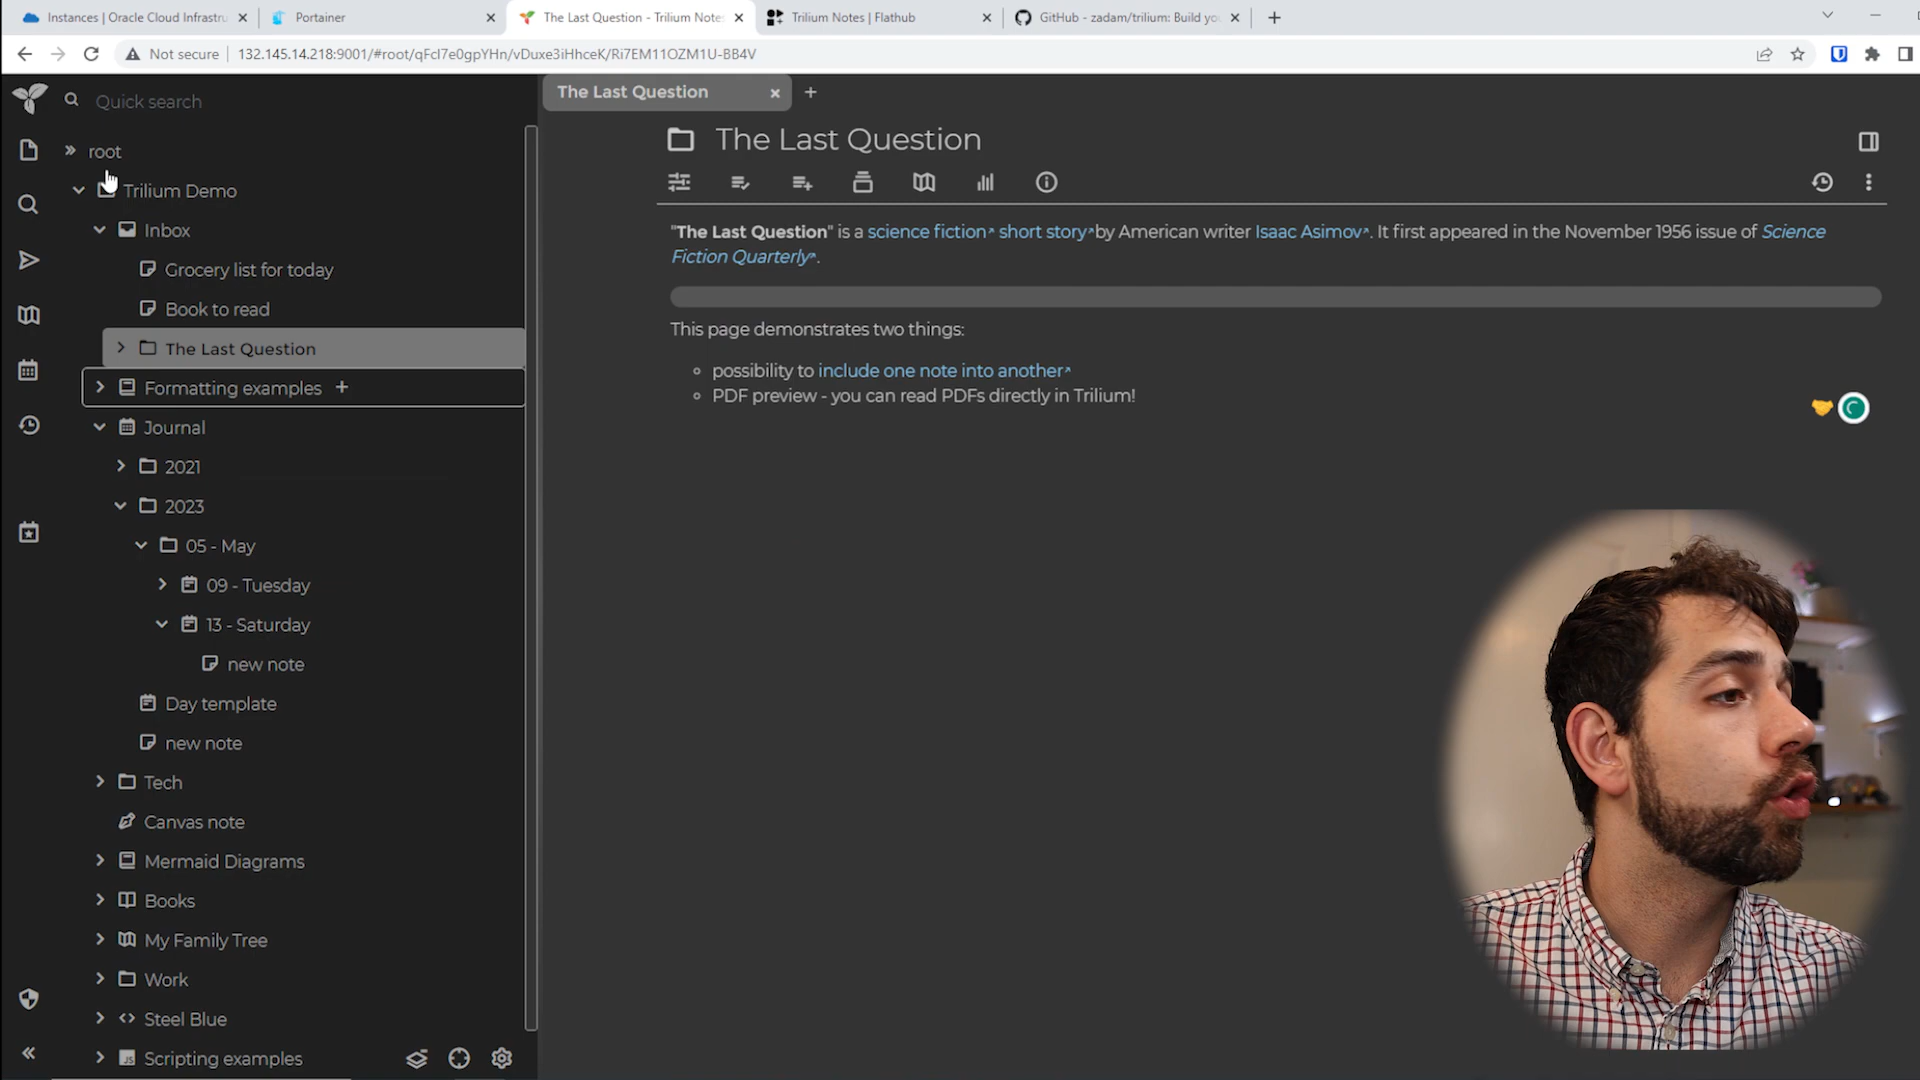 Instances | Oracle Cloud Infrastru
Portainer
The Last Question - Trilium Note
Trilium Notes | Flathub
GitHub - zadam/trilium: Build yo
Not secure
132.145.14.218:9001/#root/qFcI7e0gpYHn/vDuxe3iHhceK/Ri7EM11OZM1U-BB4V
Quick search
root
Trilium Demo
Inbox
Grocery list for today
Book to read
The Last Question
Formatting examples +
Journal
2021
2023
05 - May
09 - Tuesday
13 - Saturday
new note
Day template
new note
Tech
Canvas note
Mermaid Diagrams
Books
My Family Tree
Work
Steel Blue
JS Scripting examples
The Last Question
The Last Question
"The Last Question" is a science fiction short story by American writer Isaac Asimov. It first appeared in the November 1956 issue of Science
Fiction Quarterly.
This page demonstrates two things:
possibility to include one note into another
PDF preview - you can read PDFs directly in Trilium!